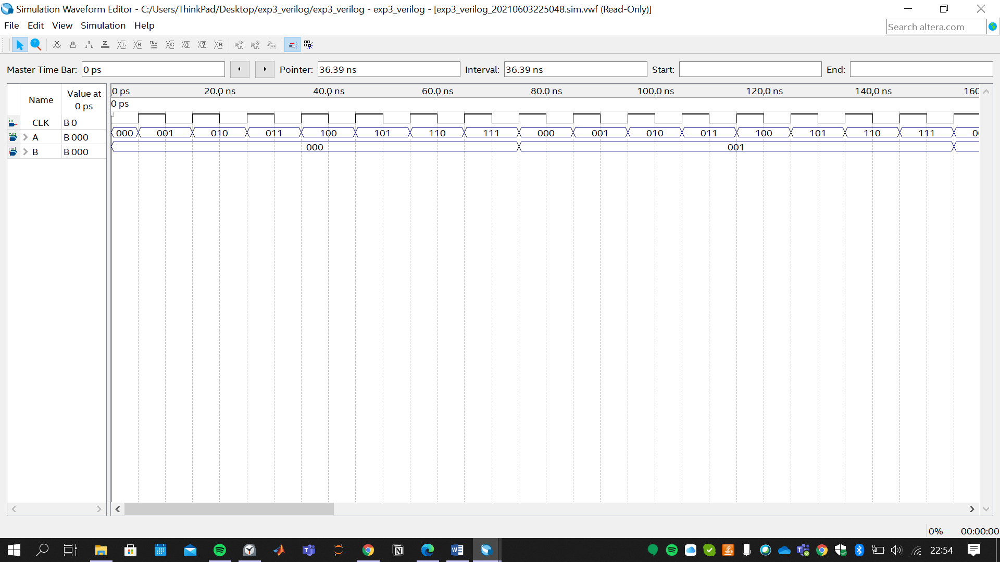 Simulation Waveform Editor - C:/Users/ThinkPad/Desktop/exp3_verilog/exp3_verilog - exp3_verilog - [exp3_verilog_20210603225048.sim.vwf (Read-Only)]
File Edit View Simulation Help
Search altera.com
Master Time Bar: 0 ps Pointer: 36.39 ns Interval: 36.39 ns Start: End:
Name Value at 0 ps
0 ps 20.0 ns 40.0 ns 60.0 ns 80.0 ns 100.0 ns 120.0 ns 140.0 ns 160
0 ps
CLK B 0
A B 000 000 001 010 011 100 101 110 111 000 001 010 011 100 101 110 111
B B 000 000 001
0% 00:00:00
22:54